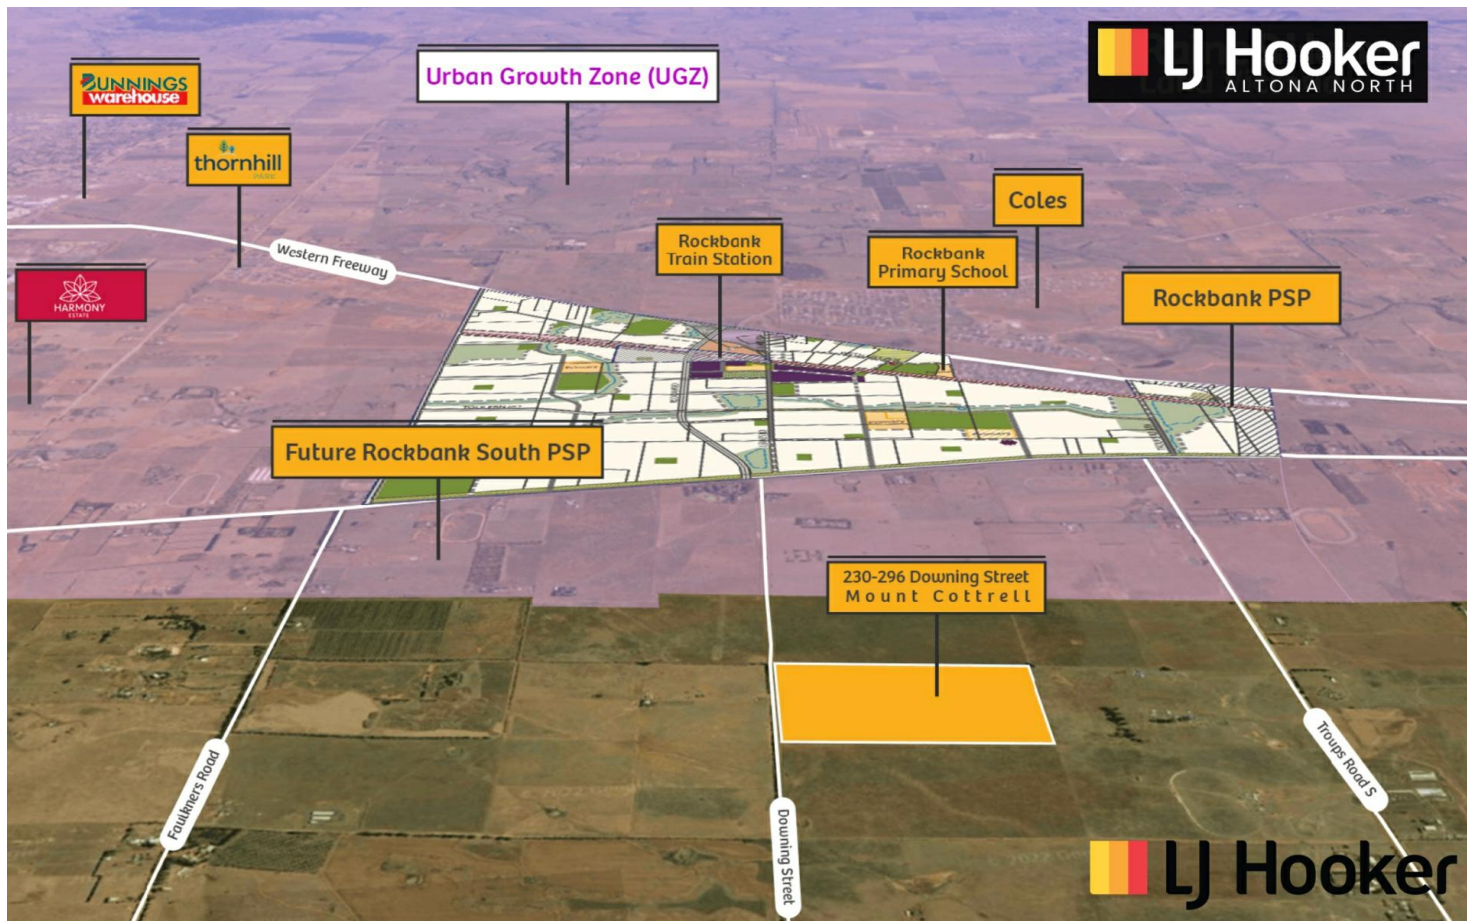 BUNNINGS
warehouse
Urban Growth Zone (UGZ)
LJ Hooker
ALTONA NORTH
thornhill
PARK
Coles
Western Freeway
Rockbank
Train Station
Rockbank
Primary School
HARMONY
ESTATE
Rockbank PSP
Future Rockbank South PSP
230-296 Downing Street
Mount Cottrell
Faulkners Road
Downing Street
Troups Road S
LJ Hooker